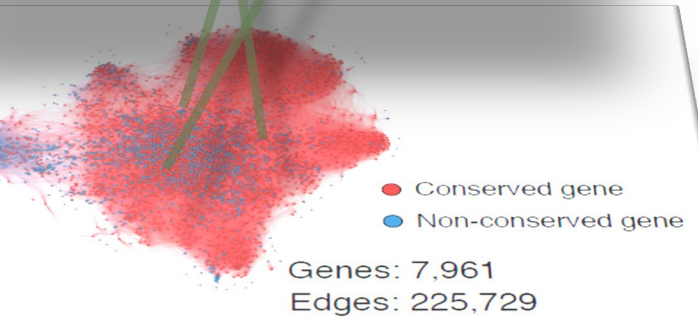 Conserved gene
Non-conserved gene
Genes: 7,961
Edges: 225,729